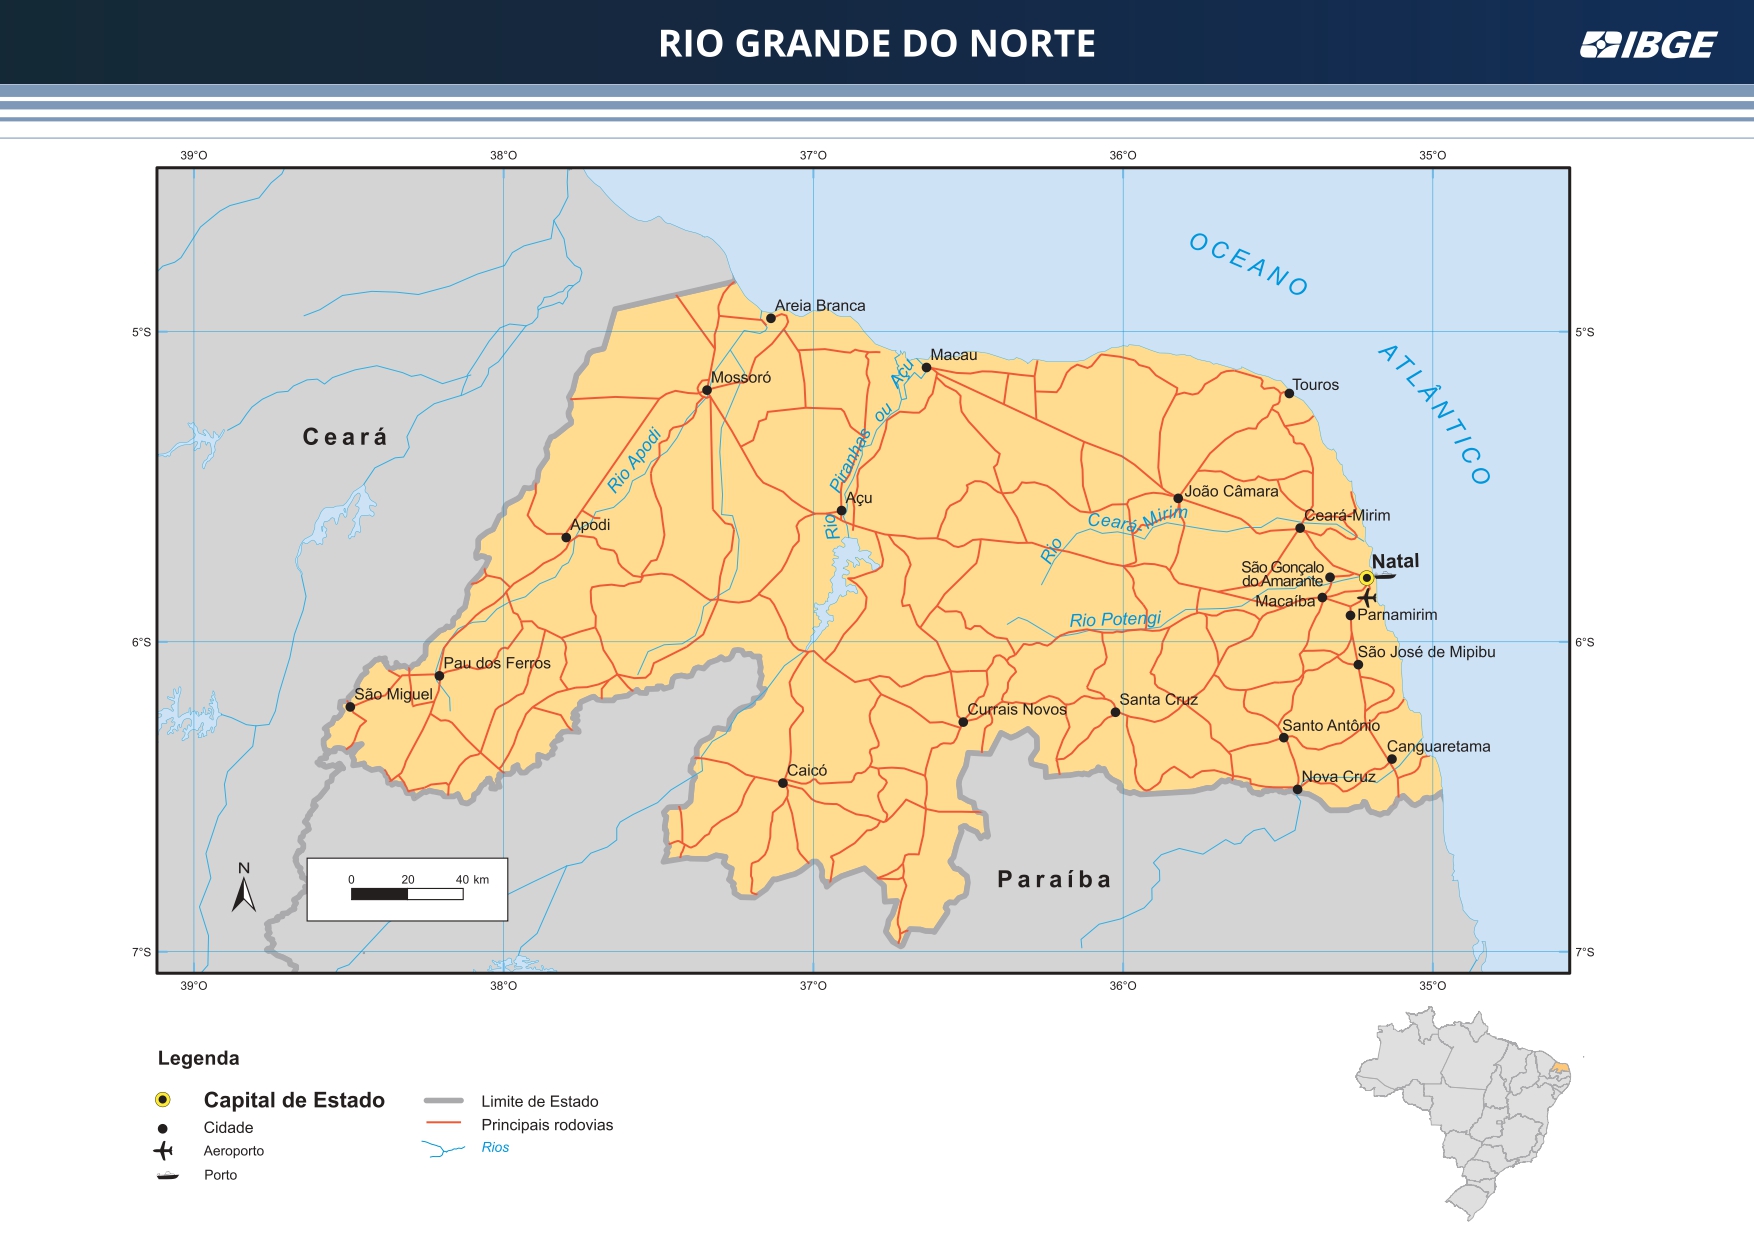 RIO GRANDE DO NORTE
IBGE
39°O 38°O 37°O 36°O 35°O
OCEANO
ATLÂNTICO
5°S 5°S
Areia Branca
Macau
Mossoró
Touros
Ceará
Rio Apodi
Rio Piranhas ou Açu
Açu
João Câmara
Rio Ceará-Mirim
Ceará-Mirim
Apodi
Natal
São Gonçalo
do Amarante
Macaíba
Parnamirim
Rio Potengi
6°S 6°S
São José de Mipibu
Pau dos Ferros
São Miguel
Santa Cruz
Currais Novos
Santo Antônio
Canguaretama
Caicó
Nova Cruz
Paraíba
N
0 20 40 km
7°S 7°S
39°O 38°O 37°O 36°O 35°O
Legenda
Capital de Estado
Cidade
Aeroporto
Porto
Limite de Estado
Principais rodovias
Rios